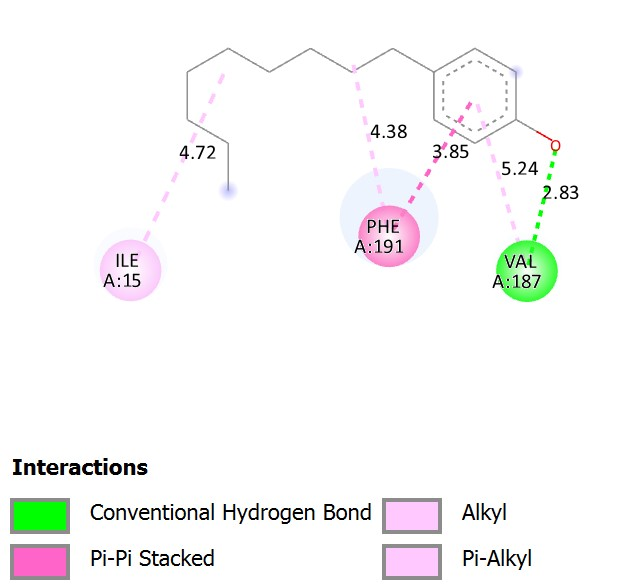 4.72
4.38
3.85
5.24
2.83
O
ILE
A:15
PHE
A:191
VAL
A:187
Interactions
Conventional Hydrogen Bond
Alkyl
Pi-Pi Stacked
Pi-Alkyl